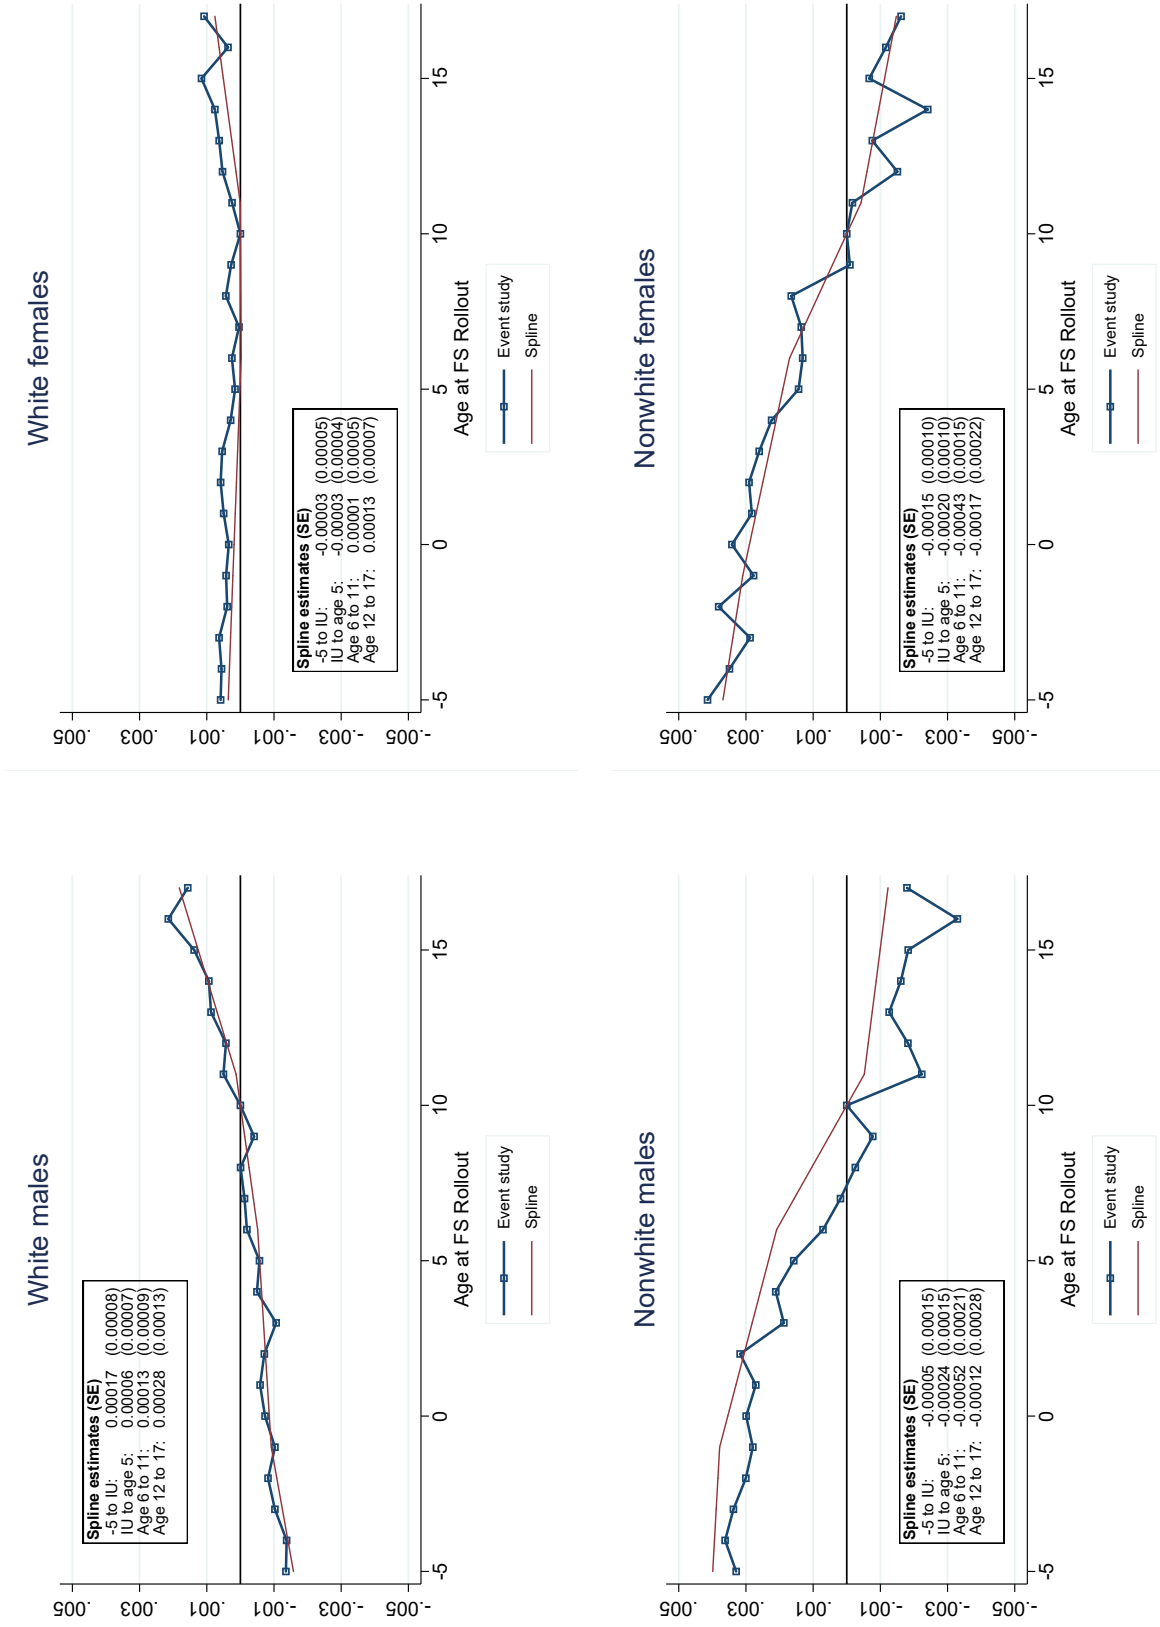 White males
.005
.003
.001
-.001
-.003
-.005
Spline estimates (SE)
-5 to IU: 0.00017 (0.00008)
IU to age 5: 0.00006 (0.00007)
Age 6 to 11: 0.00013 (0.00009)
Age 12 to 17: 0.00028 (0.00013)
-5 0 5 10 15
Age at FS Rollout
Event study
Spline
White females
.005
.003
.001
-.001
-.003
-.005
Spline estimates (SE)
-5 to IU: -0.00003 (0.00005)
IU to age 5: -0.00003 (0.00004)
Age 6 to 11: 0.00001 (0.00005)
Age 12 to 17: 0.00013 (0.00007)
-5 0 5 10 15
Age at FS Rollout
Event study
Spline
Nonwhite males
.005
.003
.001
-.001
-.003
-.005
Spline estimates (SE)
-5 to IU: -0.00005 (0.00015)
IU to age 5: -0.00024 (0.00015)
Age 6 to 11: -0.00052 (0.00021)
Age 12 to 17: -0.00012 (0.00028)
-5 0 5 10 15
Age at FS Rollout
Event study
Spline
Nonwhite females
.005
.003
.001
-.001
-.003
-.005
Spline estimates (SE)
-5 to IU: -0.00015 (0.00010)
IU to age 5: -0.00020 (0.00010)
Age 6 to 11: -0.00043 (0.00015)
Age 12 to 17: -0.00017 (0.00022)
-5 0 5 10 15
Age at FS Rollout
Event study
Spline